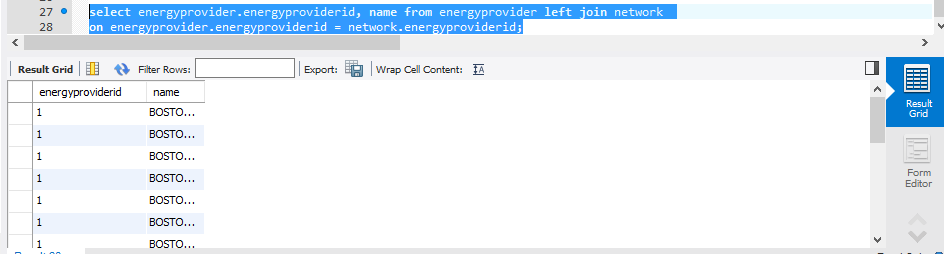 27 select energyprovider.energyproviderid, name from energyprovider left join network
28 on energyprovider.energyproviderid = network.energyproviderid;
Result Grid Filter Rows: Export: Wrap Cell Content:
energyproviderid name
1 BOSTO...
1 BOSTO...
1 BOSTO...
1 BOSTO...
1 BOSTO...
1 BOSTO...
1 BOSTO...
Result
Grid
Form
Editor